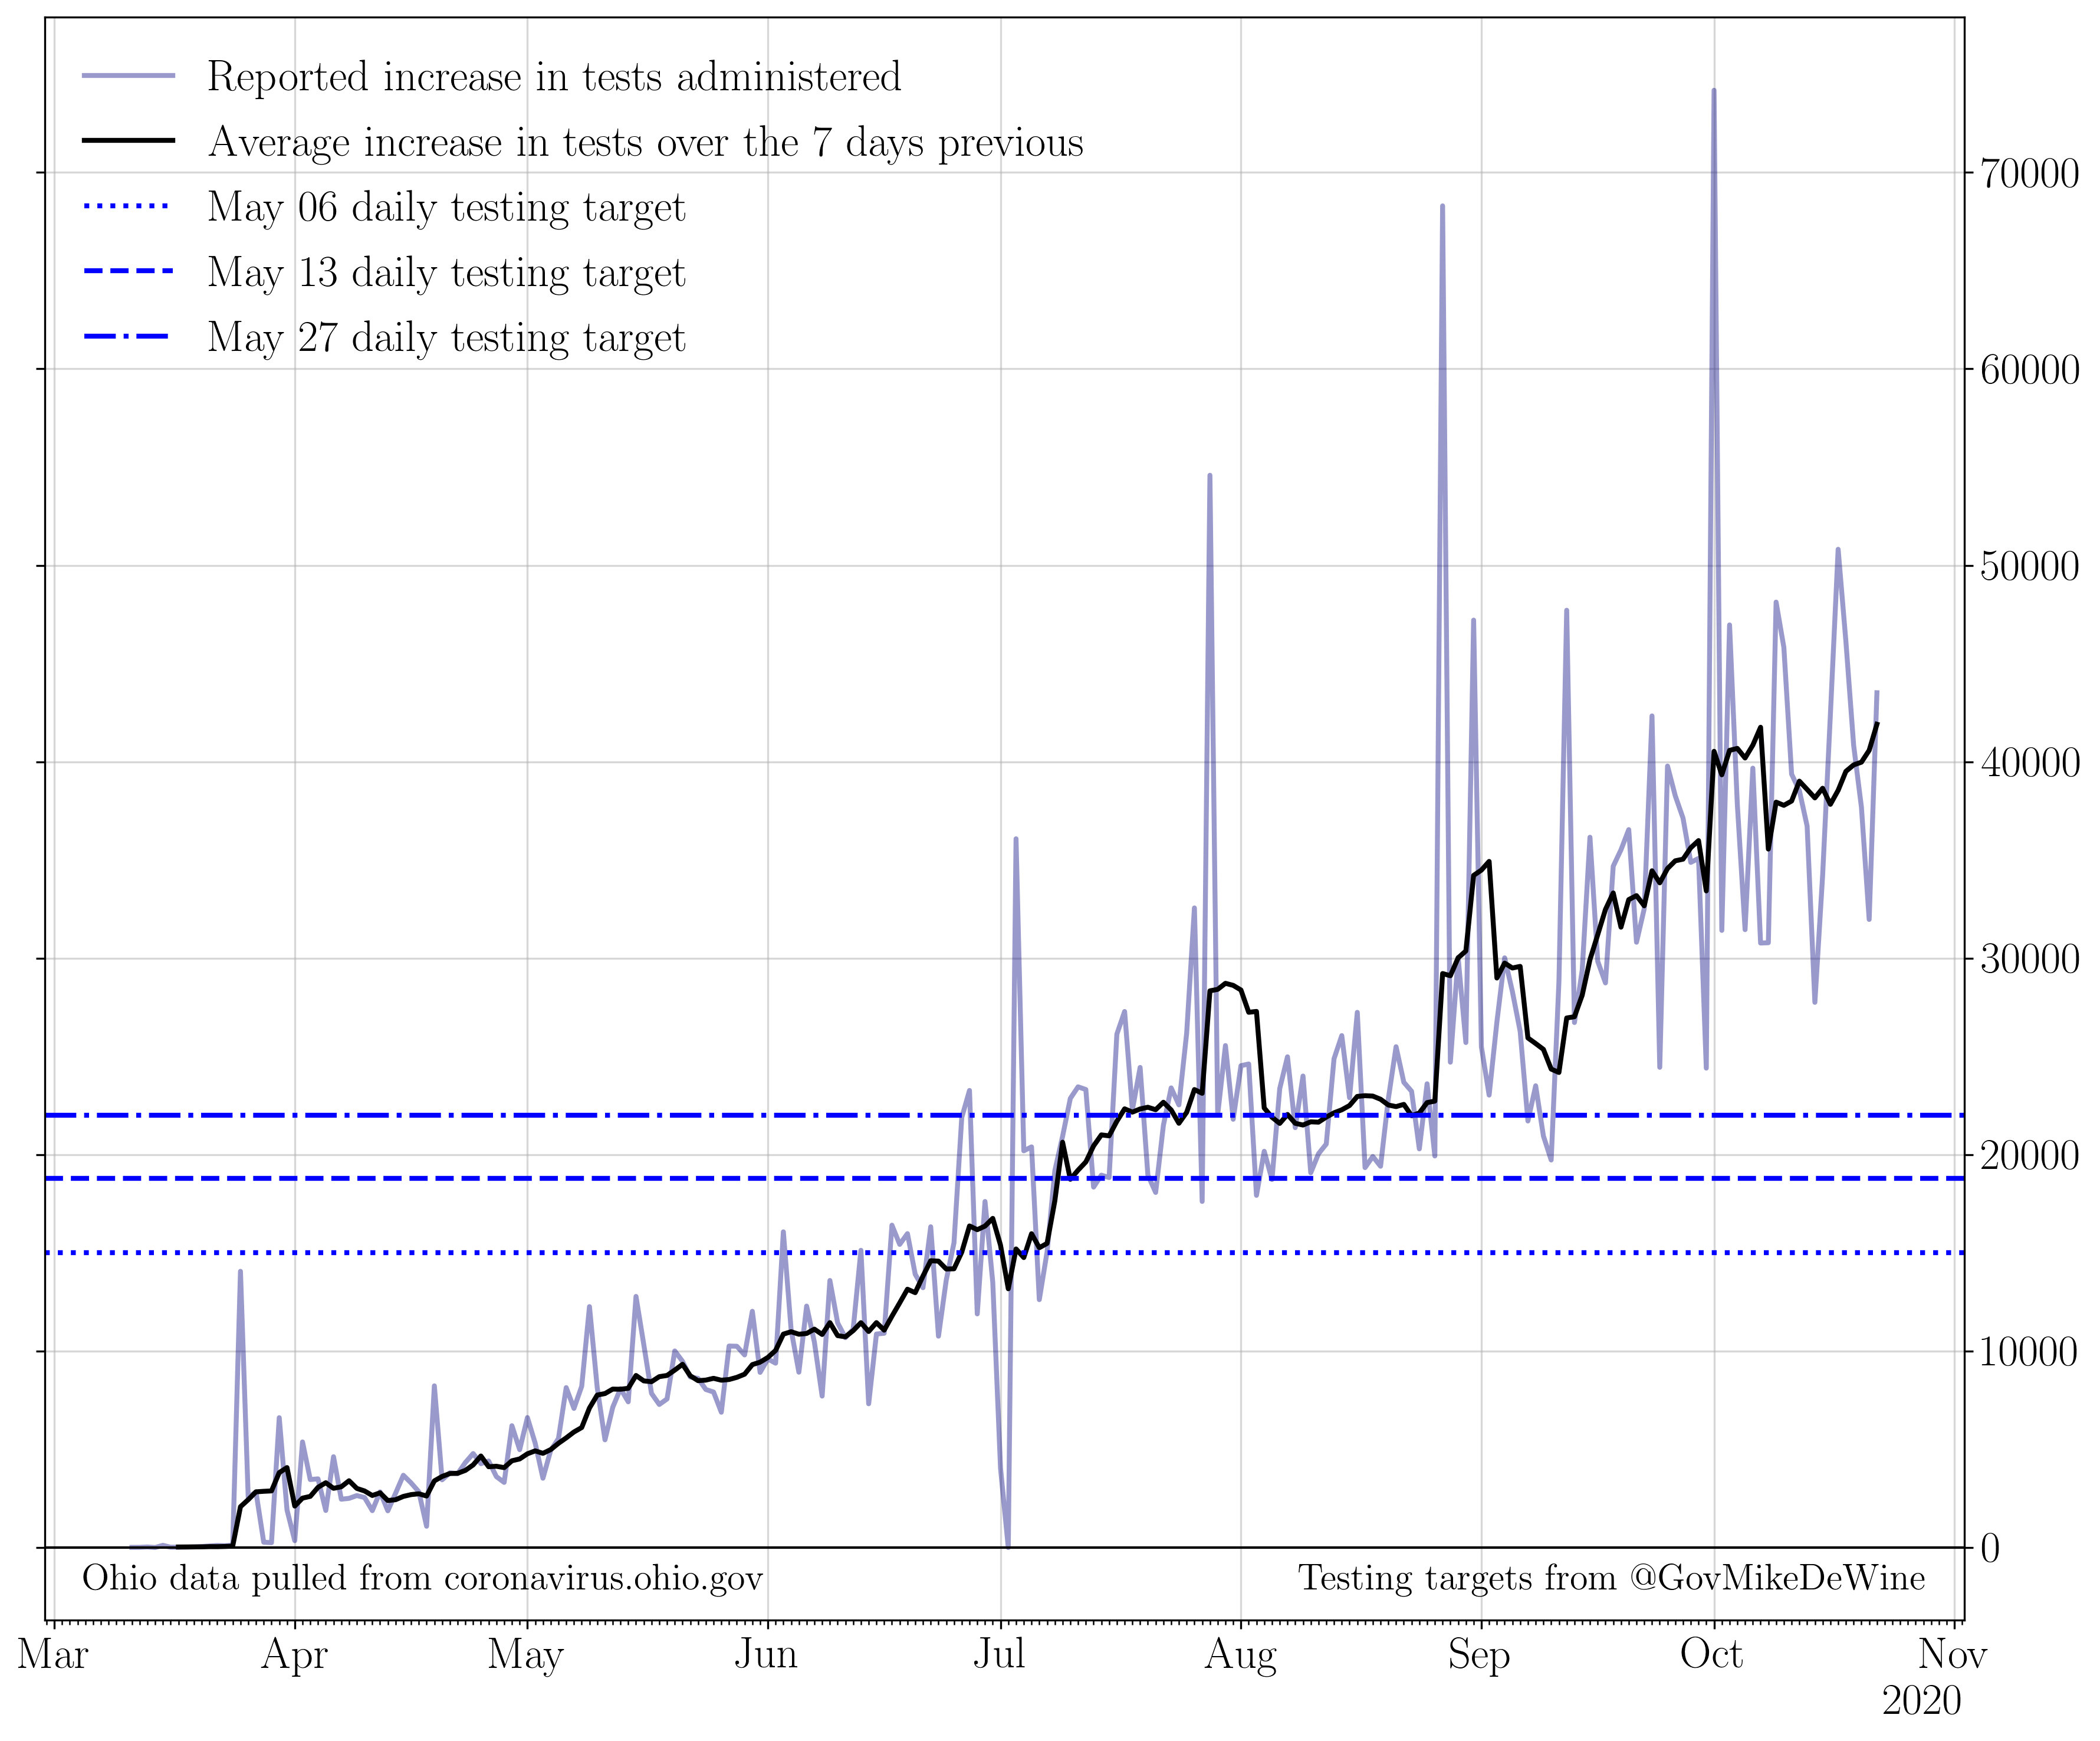 Reported increase in tests administered
Average increase in tests over the 7 days previous
May 06 daily testing target
May 13 daily testing target
May 27 daily testing target
70000
60000
50000
40000
30000
20000
10000
0
Ohio data pulled from coronavirus.ohio.gov
Testing targets from @GovMikeDeWine
Mar Apr May Jun Jul Aug Sep Oct Nov
2020